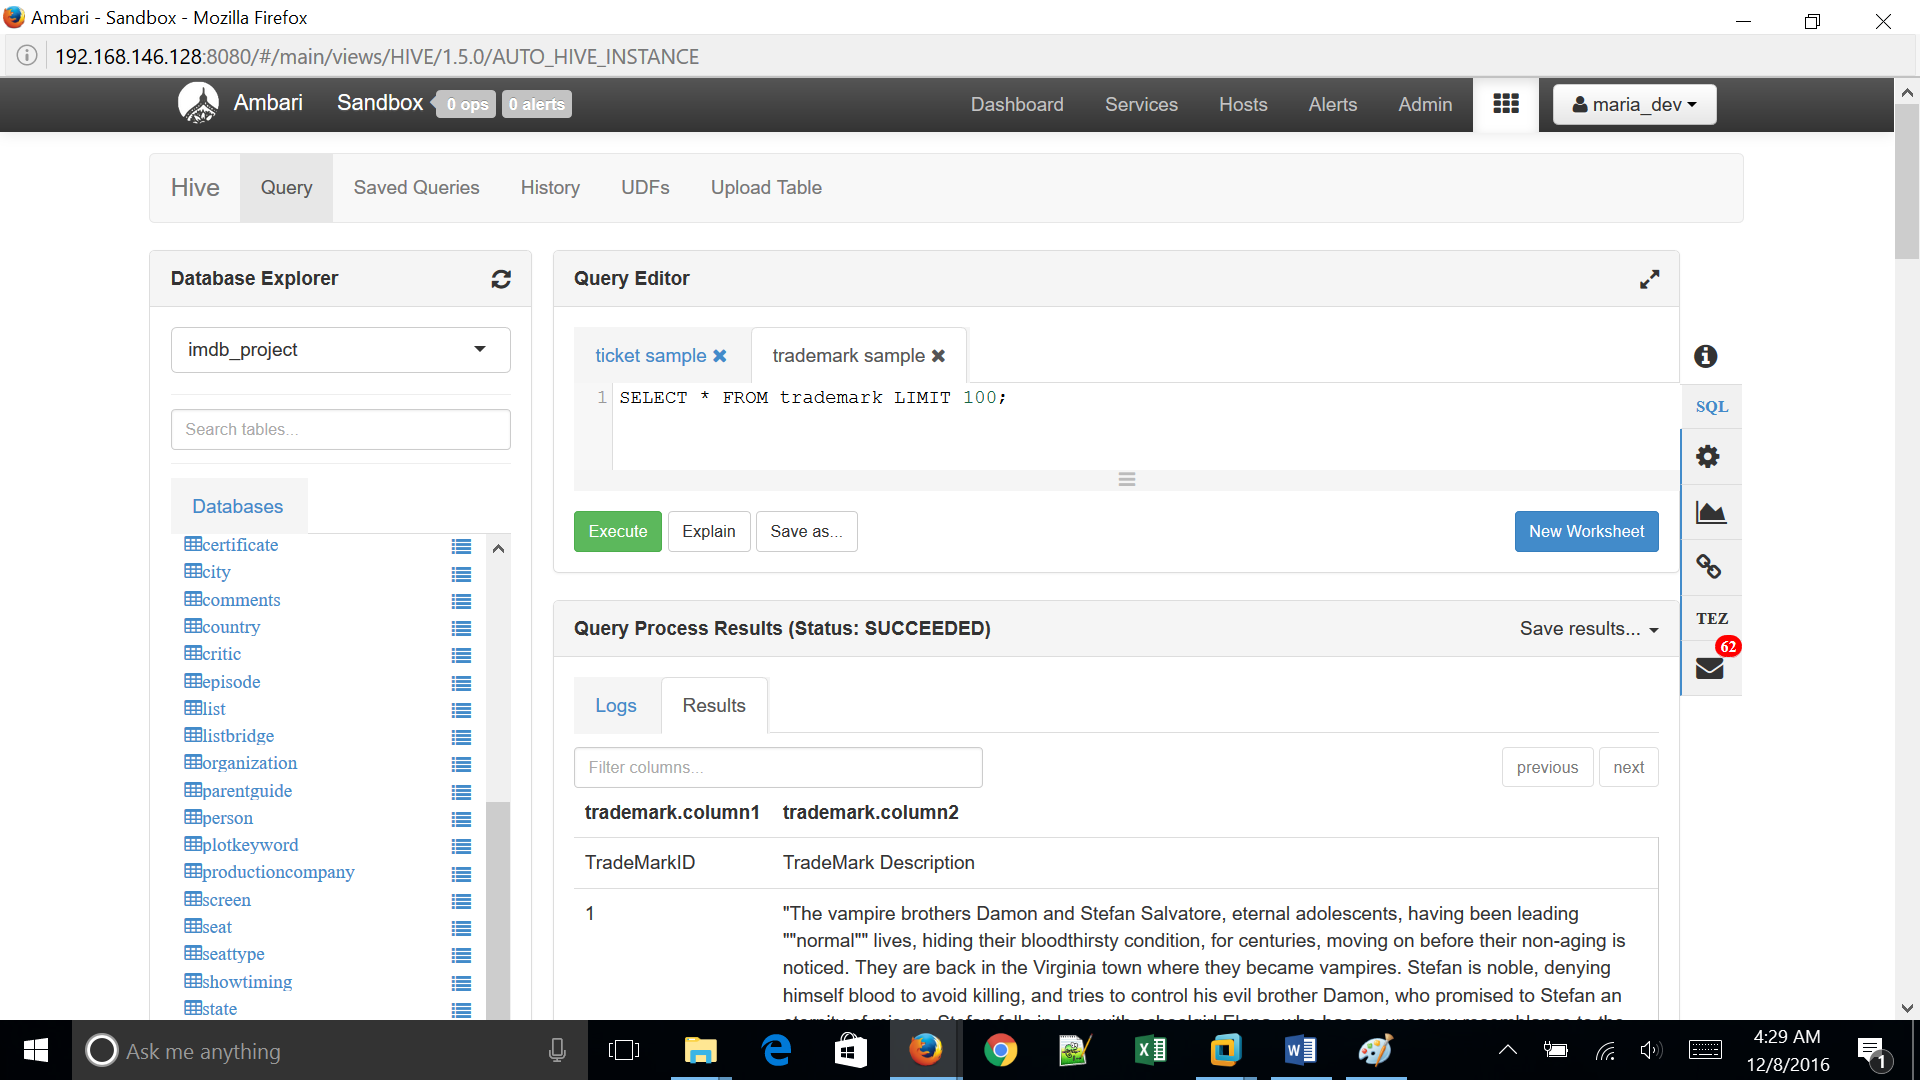 Ambari - Sandbox - Mozilla Firefox
192.168.146.128:8080/#/main/views/HIVE/1.5.0/AUTO_HIVE_INSTANCE
Ambari Sandbox 0 ops 0 alerts Dashboard Services Hosts Alerts Admin maria_dev
Hive Query Saved Queries History UDFs Upload Table
Database Explorer
imdb_project
Search tables...
Databases
certificate
city
comments
country
critic
episode
list
listbridge
organization
parentguide
person
plotkeyword
productioncompany
screen
seat
seattype
showtiming
state
Query Editor
ticket sample trademark sample
1 SELECT * FROM trademark LIMIT 100;
Execute Explain Save as... New Worksheet
SQL
TEZ
62
Query Process Results (Status: SUCCEEDED) Save results...
Logs Results
Filter columns... previous next
trademark.column1 trademark.column2
TradeMarkID TradeMark Description
1 "The vampire brothers Damon and Stefan Salvatore, eternal adolescents, having been leading
""normal"" lives, hiding their bloodthirsty condition, for centuries, moving on before their non-aging is
noticed. They are back in the Virginia town where they became vampires. Stefan is noble, denying
himself blood to avoid killing, and tries to control his evil brother Damon, who promised to Stefan an
Ask me anything
4:29 AM
12/8/2016
1